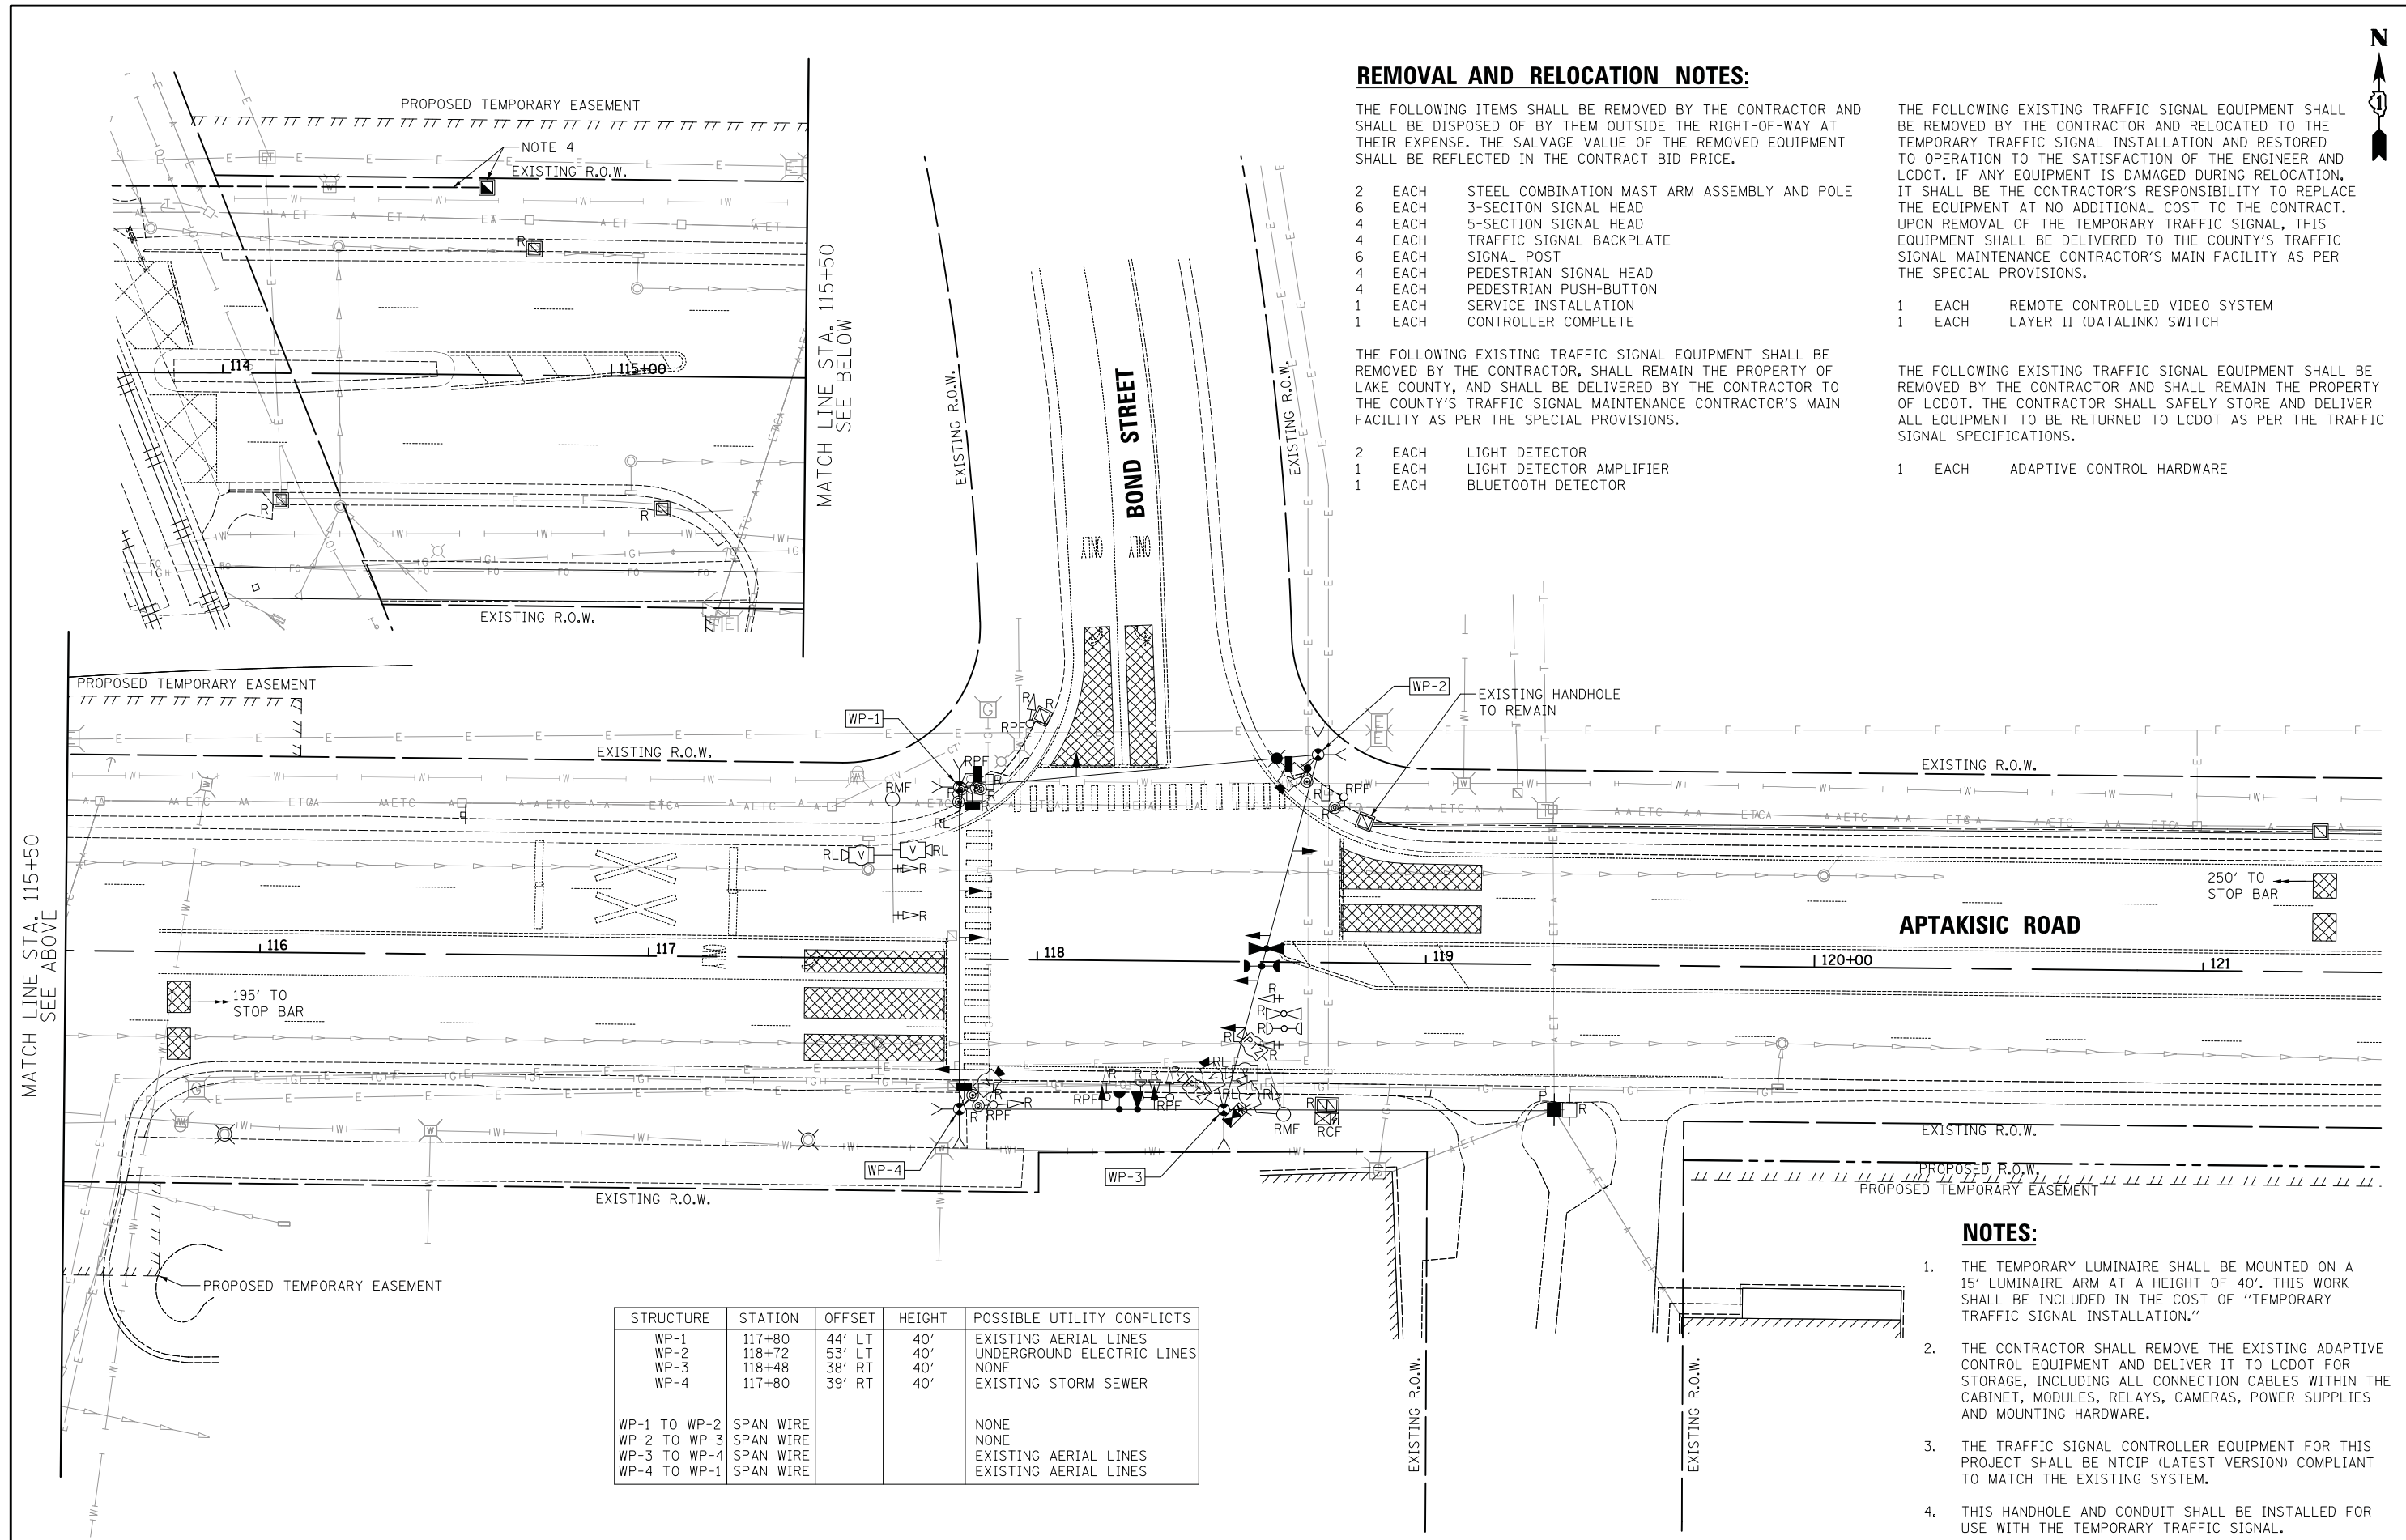 N
1
REMOVAL AND RELOCATION NOTES:
THE FOLLOWING ITEMS SHALL BE REMOVED BY THE CONTRACTOR AND
SHALL BE DISPOSED OF BY THEM OUTSIDE THE RIGHT-OF-WAY AT
THEIR EXPENSE. THE SALVAGE VALUE OF THE REMOVED EQUIPMENT
SHALL BE REFLECTED IN THE CONTRACT BID PRICE.
2 EACH STEEL COMBINATION MAST ARM ASSEMBLY AND POLE
6 EACH 3-SECITON SIGNAL HEAD
4 EACH 5-SECTION SIGNAL HEAD
4 EACH TRAFFIC SIGNAL BACKPLATE
6 EACH SIGNAL POST
4 EACH PEDESTRIAN SIGNAL HEAD
4 EACH PEDESTRIAN PUSH-BUTTON
1 EACH SERVICE INSTALLATION
1 EACH CONTROLLER COMPLETE
THE FOLLOWING EXISTING TRAFFIC SIGNAL EQUIPMENT SHALL BE
REMOVED BY THE CONTRACTOR, SHALL REMAIN THE PROPERTY OF
LAKE COUNTY, AND SHALL BE DELIVERED BY THE CONTRACTOR TO
THE COUNTY'S TRAFFIC SIGNAL MAINTENANCE CONTRACTOR'S MAIN
FACILITY AS PER THE SPECIAL PROVISIONS.
2 EACH LIGHT DETECTOR
1 EACH LIGHT DETECTOR AMPLIFIER
1 EACH BLUETOOTH DETECTOR
THE FOLLOWING EXISTING TRAFFIC SIGNAL EQUIPMENT SHALL
BE REMOVED BY THE CONTRACTOR AND RELOCATED TO THE
TEMPORARY TRAFFIC SIGNAL INSTALLATION AND RESTORED
TO OPERATION TO THE SATISFACTION OF THE ENGINEER AND
LCDOT. IF ANY EQUIPMENT IS DAMAGED DURING RELOCATION,
IT SHALL BE THE CONTRACTOR'S RESPONSIBILITY TO REPLACE
THE EQUIPMENT AT NO ADDITIONAL COST TO THE CONTRACT.
UPON REMOVAL OF THE TEMPORARY TRAFFIC SIGNAL, THIS
EQUIPMENT SHALL BE DELIVERED TO THE COUNTY'S TRAFFIC
SIGNAL MAINTENANCE CONTRACTOR'S MAIN FACILITY AS PER
THE SPECIAL PROVISIONS.
1 EACH REMOTE CONTROLLED VIDEO SYSTEM
1 EACH LAYER II (DATALINK) SWITCH
THE FOLLOWING EXISTING TRAFFIC SIGNAL EQUIPMENT SHALL BE
REMOVED BY THE CONTRACTOR AND SHALL REMAIN THE PROPERTY
OF LCDOT. THE CONTRACTOR SHALL SAFELY STORE AND DELIVER
ALL EQUIPMENT TO BE RETURNED TO LCDOT AS PER THE TRAFFIC
SIGNAL SPECIFICATIONS.
1 EACH ADAPTIVE CONTROL HARDWARE
PROPOSED TEMPORARY EASEMENT
NOTE 4
EXISTING R.O.W.
R
114
115+00
R
R
EXISTING R.O.W.
MATCH LINE STA. 115+50
SEE BELOW
EXISTING R.O.W.
BOND STREET
EXISTING R.O.W.
ONLY
ONLY
MATCH LINE STA. 115+50
SEE ABOVE
PROPOSED TEMPORARY EASEMENT
EXISTING R.O.W.
WP-1
WP-2
EXISTING HANDHOLE
TO REMAIN
EXISTING R.O.W.
RPF
RPF
RPF
RMF
RL
RL
V
V
RL
R
R
250' TO
STOP BAR
APTAKISIC ROAD
116
117
118
119
120+00
121
195' TO
STOP BAR
RPF
RPF
RPF
RMF
RCF
P
R
WP-4
WP-3
EXISTING R.O.W.
EXISTING R.O.W.
PROPOSED R.O.W.
PROPOSED TEMPORARY EASEMENT
PROPOSED TEMPORARY EASEMENT
EXISTING R.O.W.
EXISTING R.O.W.
STRUCTURE STATION OFFSET HEIGHT POSSIBLE UTILITY CONFLICTS
WP-1 117+80 44' LT 40' EXISTING AERIAL LINES
WP-2 118+72 53' LT 40' UNDERGROUND ELECTRIC LINES
WP-3 118+48 38' RT 40' NONE
WP-4 117+80 39' RT 40' EXISTING STORM SEWER
WP-1 TO WP-2 SPAN WIRE NONE
WP-2 TO WP-3 SPAN WIRE NONE
WP-3 TO WP-4 SPAN WIRE EXISTING AERIAL LINES
WP-4 TO WP-1 SPAN WIRE EXISTING AERIAL LINES
NOTES:
1. THE TEMPORARY LUMINAIRE SHALL BE MOUNTED ON A
15' LUMINAIRE ARM AT A HEIGHT OF 40'. THIS WORK
SHALL BE INCLUDED IN THE COST OF "TEMPORARY
TRAFFIC SIGNAL INSTALLATION."
2. THE CONTRACTOR SHALL REMOVE THE EXISTING ADAPTIVE
CONTROL EQUIPMENT AND DELIVER IT TO LCDOT FOR
STORAGE, INCLUDING ALL CONNECTION CABLES WITHIN THE
CABINET, MODULES, RELAYS, CAMERAS, POWER SUPPLIES
AND MOUNTING HARDWARE.
3. THE TRAFFIC SIGNAL CONTROLLER EQUIPMENT FOR THIS
PROJECT SHALL BE NTCIP (LATEST VERSION) COMPLIANT
TO MATCH THE EXISTING SYSTEM.
4. THIS HANDHOLE AND CONDUIT SHALL BE INSTALLED FOR
USE WITH THE TEMPORARY TRAFFIC SIGNAL.